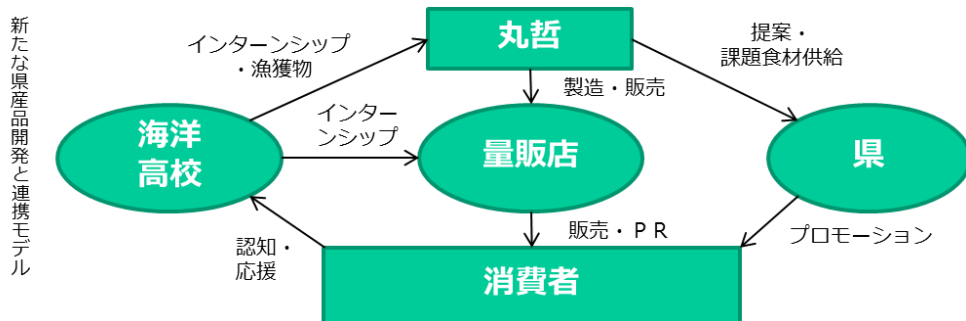 新たな県産品開発と連携モデル
丸哲
インターンシップ
・漁獲物
提案・
課題食材供給
製造・販売
インター
ンシップ
海洋
高校
量販店
県
販売・ＰＲ
プロモーション
認知・
応援
消費者